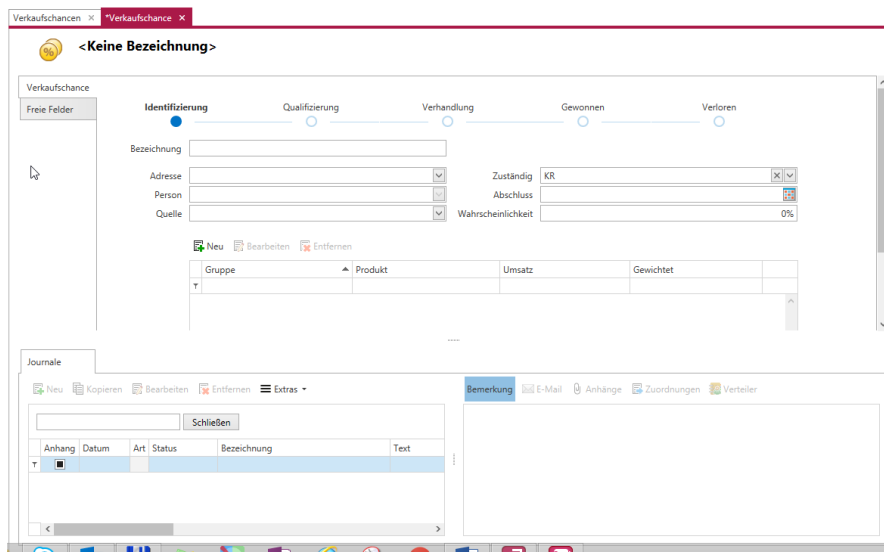 Verkaufschancen × *Verkaufschance ×
% <Keine Bezeichnung>
Verkaufschance
Freie Felder
Identifizierung Qualifizierung Verhandlung Gewonnen Verloren
Bezeichnung
Adresse Zuständig KR
Person Abschluss
Quelle Wahrscheinlichkeit 0%
Neu Bearbeiten Entfernen
Gruppe Produkt Umsatz Gewichtet
Journale
Neu Kopieren Bearbeiten Entfernen Extras Bemerkung E-Mail Anhänge Zuordnungen Verteiler
Schließen
Anhang Datum Art Status Bezeichnung Text